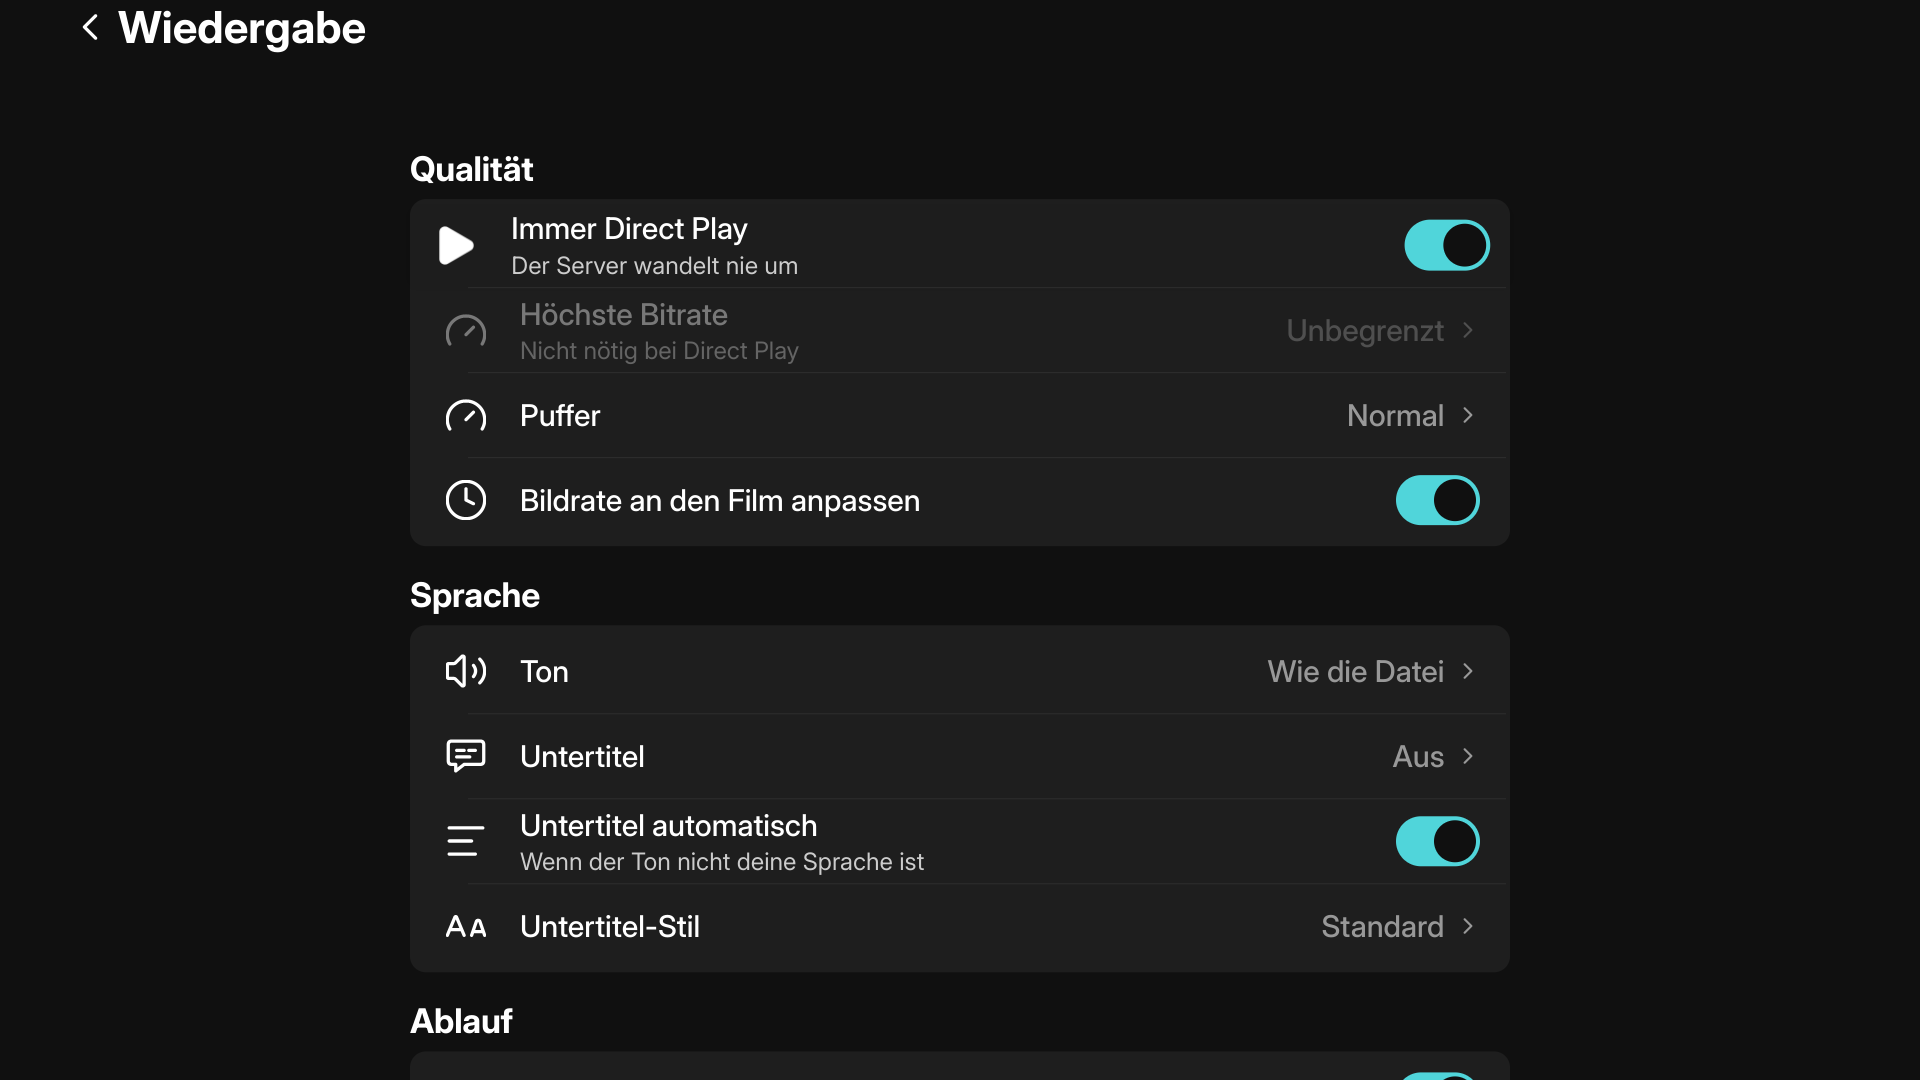 Wiedergabe
Qualität
Immer Direct Play
Der Server wandelt nie um
Höchste Bitrate
Nicht nötig bei Direct Play
Unbegrenzt
Puffer
Normal
Bildrate an den Film anpassen
Sprache
Ton
Wie die Datei
Untertitel
Aus
Untertitel automatisch
Wenn der Ton nicht deine Sprache ist
AA
Untertitel-Stil
Standard
Ablauf